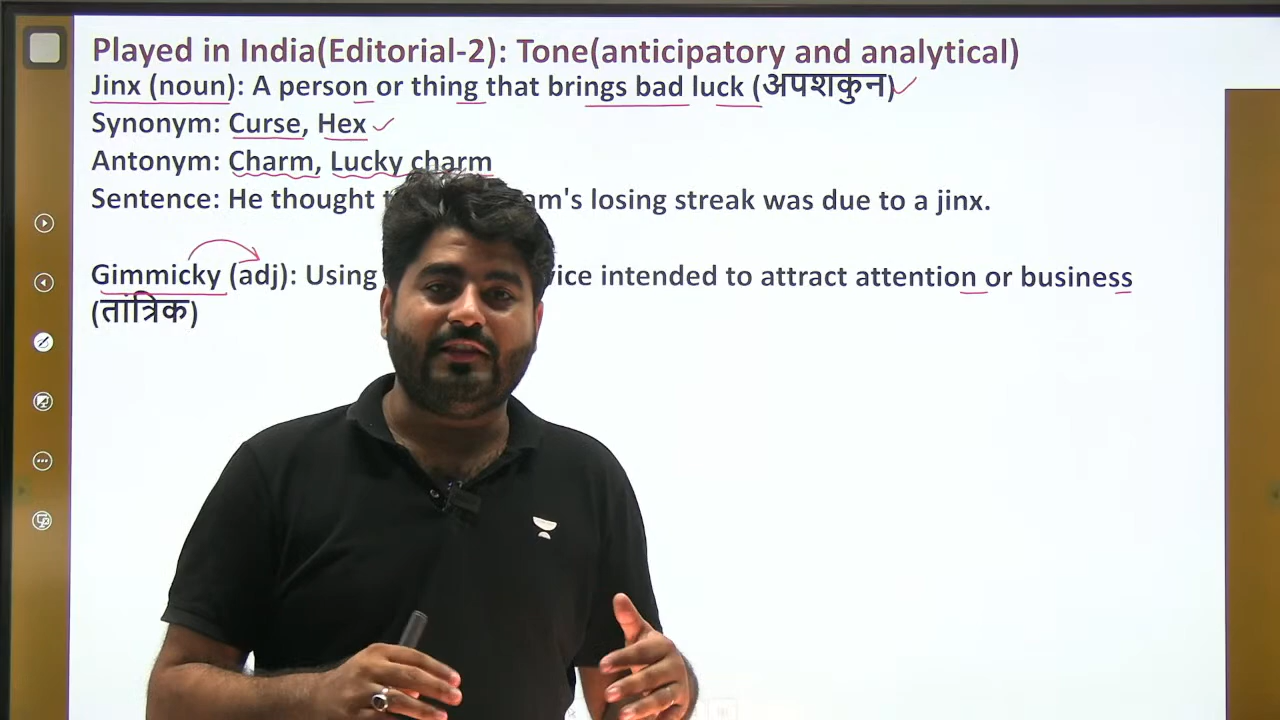 Played in India(Editorial-2): Tone(anticipatory and analytical)
Jinx (noun): A person or thing that brings bad luck (अपशकुन)
Synonym: Curse, Hex
Antonym: Charm, Lucky charm
Sentence: He thought am's losing streak was due to a jinx.
Gimmicky (adj): Using vice intended to attract attention or business
(तांत्रिक)